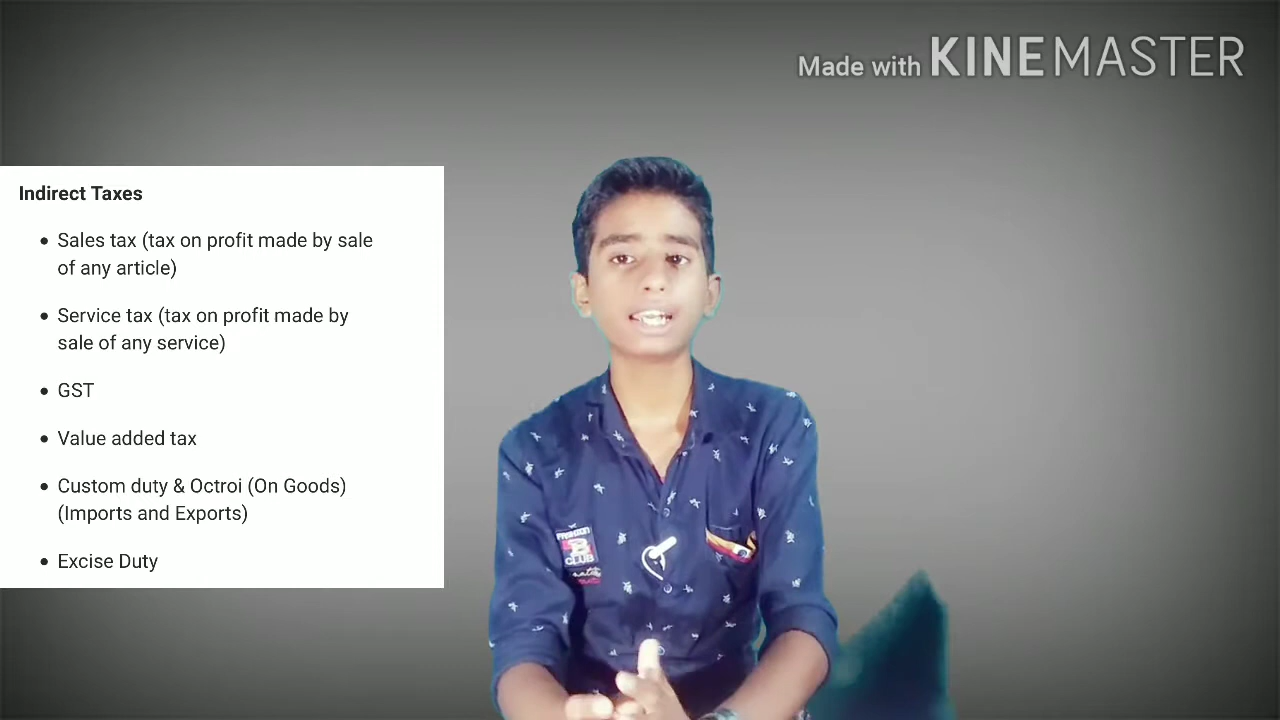 Made with KINEMASTER
Indirect Taxes
• Sales tax (tax on profit made by sale
of any article)
• Service tax (tax on profit made by
sale of any service)
• GST
• Value added tax
• Custom duty & Octroi (On Goods)
(Imports and Exports)
• Excise Duty
FASHION
B
CLUB